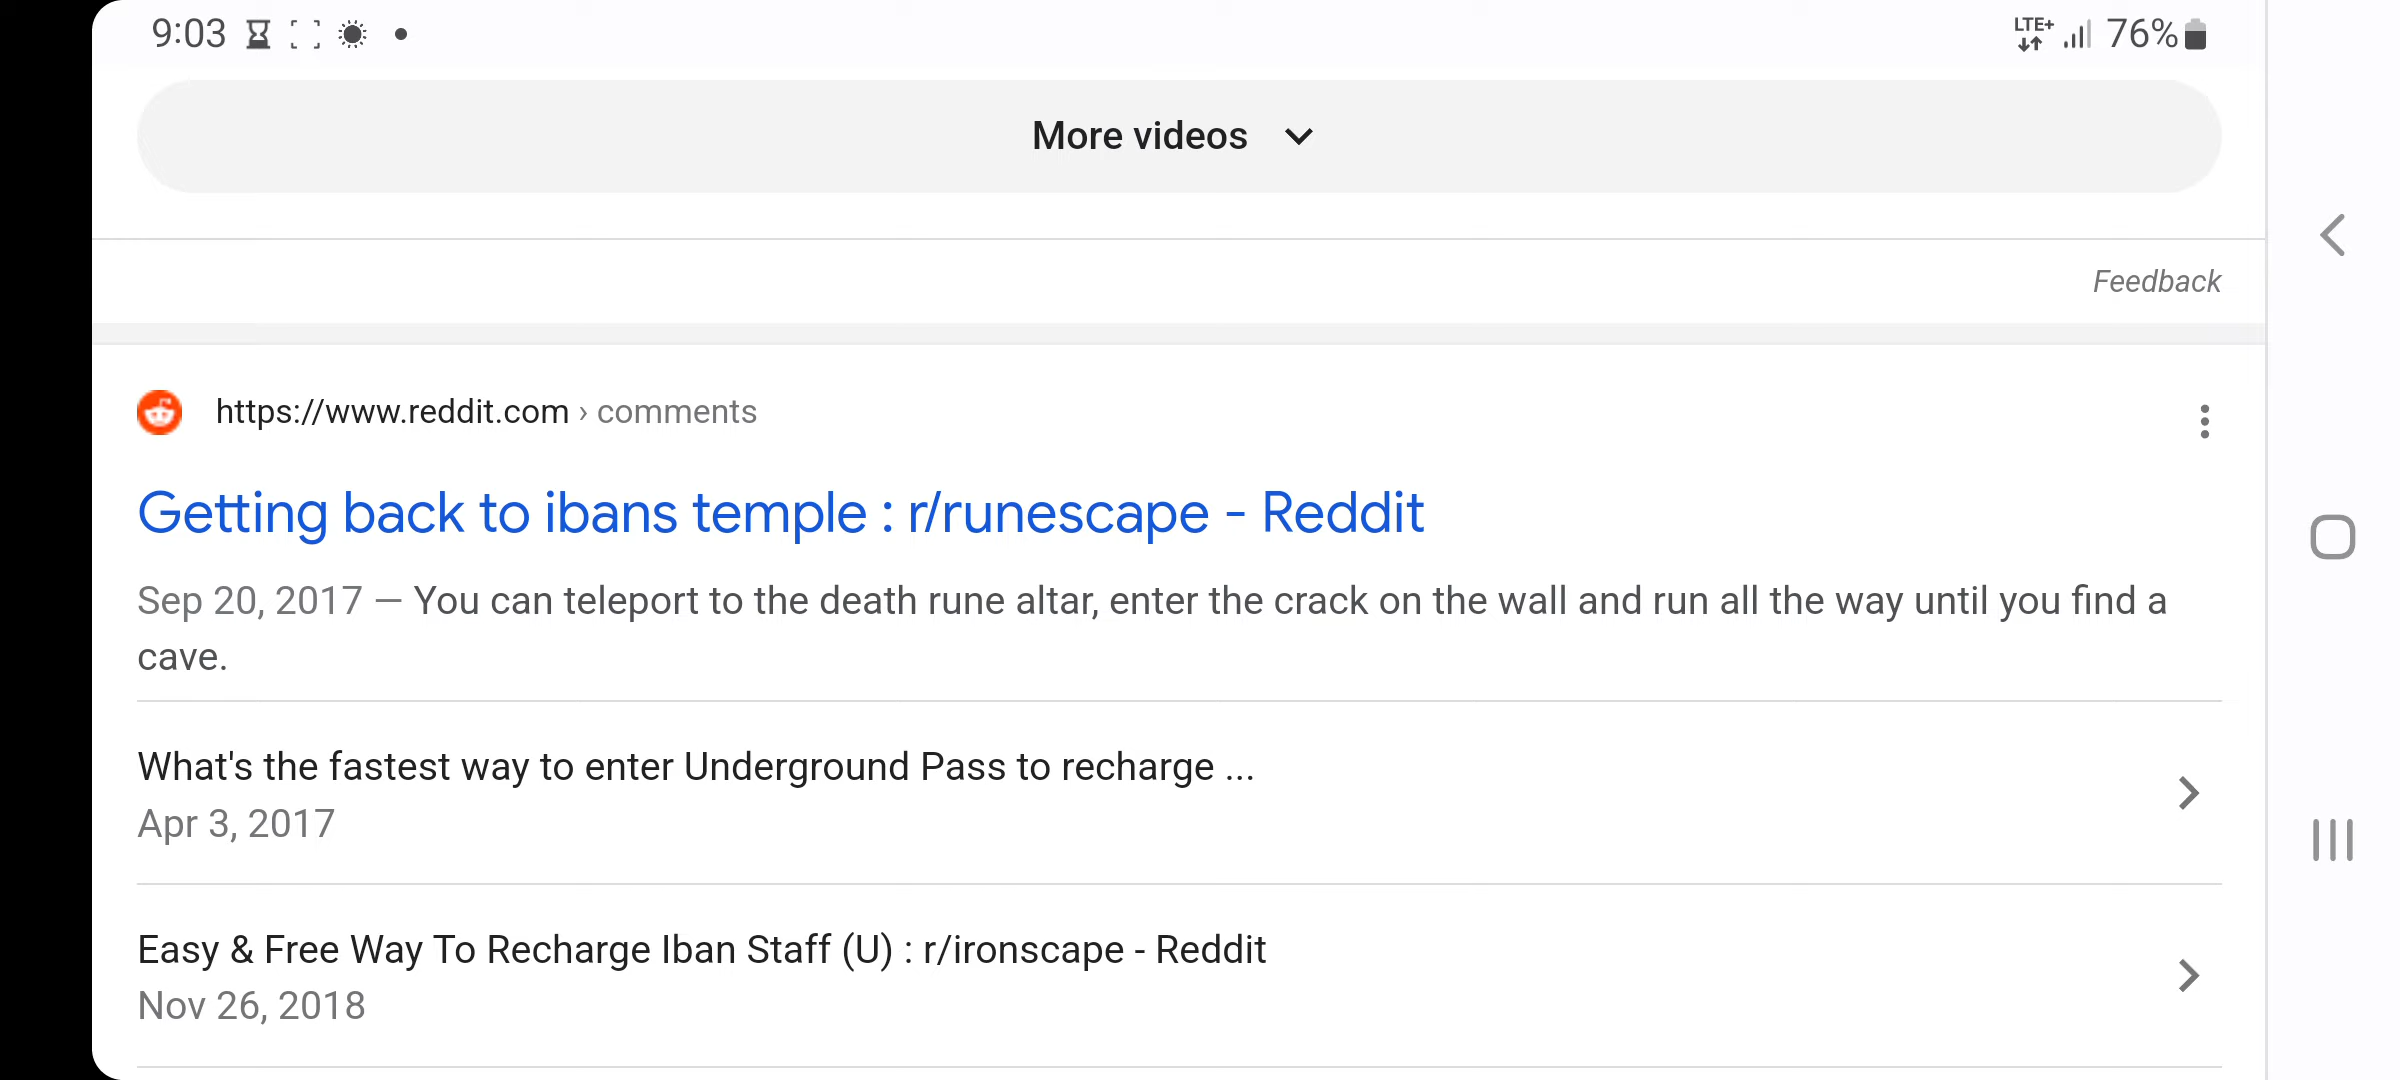 9:03
LTE+ 76%
More videos
Feedback
https://www.reddit.com › comments
Getting back to ibans temple : r/runescape - Reddit
Sep 20, 2017 — You can teleport to the death rune altar, enter the crack on the wall and run all the way until you find a
cave.
What's the fastest way to enter Underground Pass to recharge ...
Apr 3, 2017
Easy & Free Way To Recharge Iban Staff (U) : r/ironscape - Reddit
Nov 26, 2018